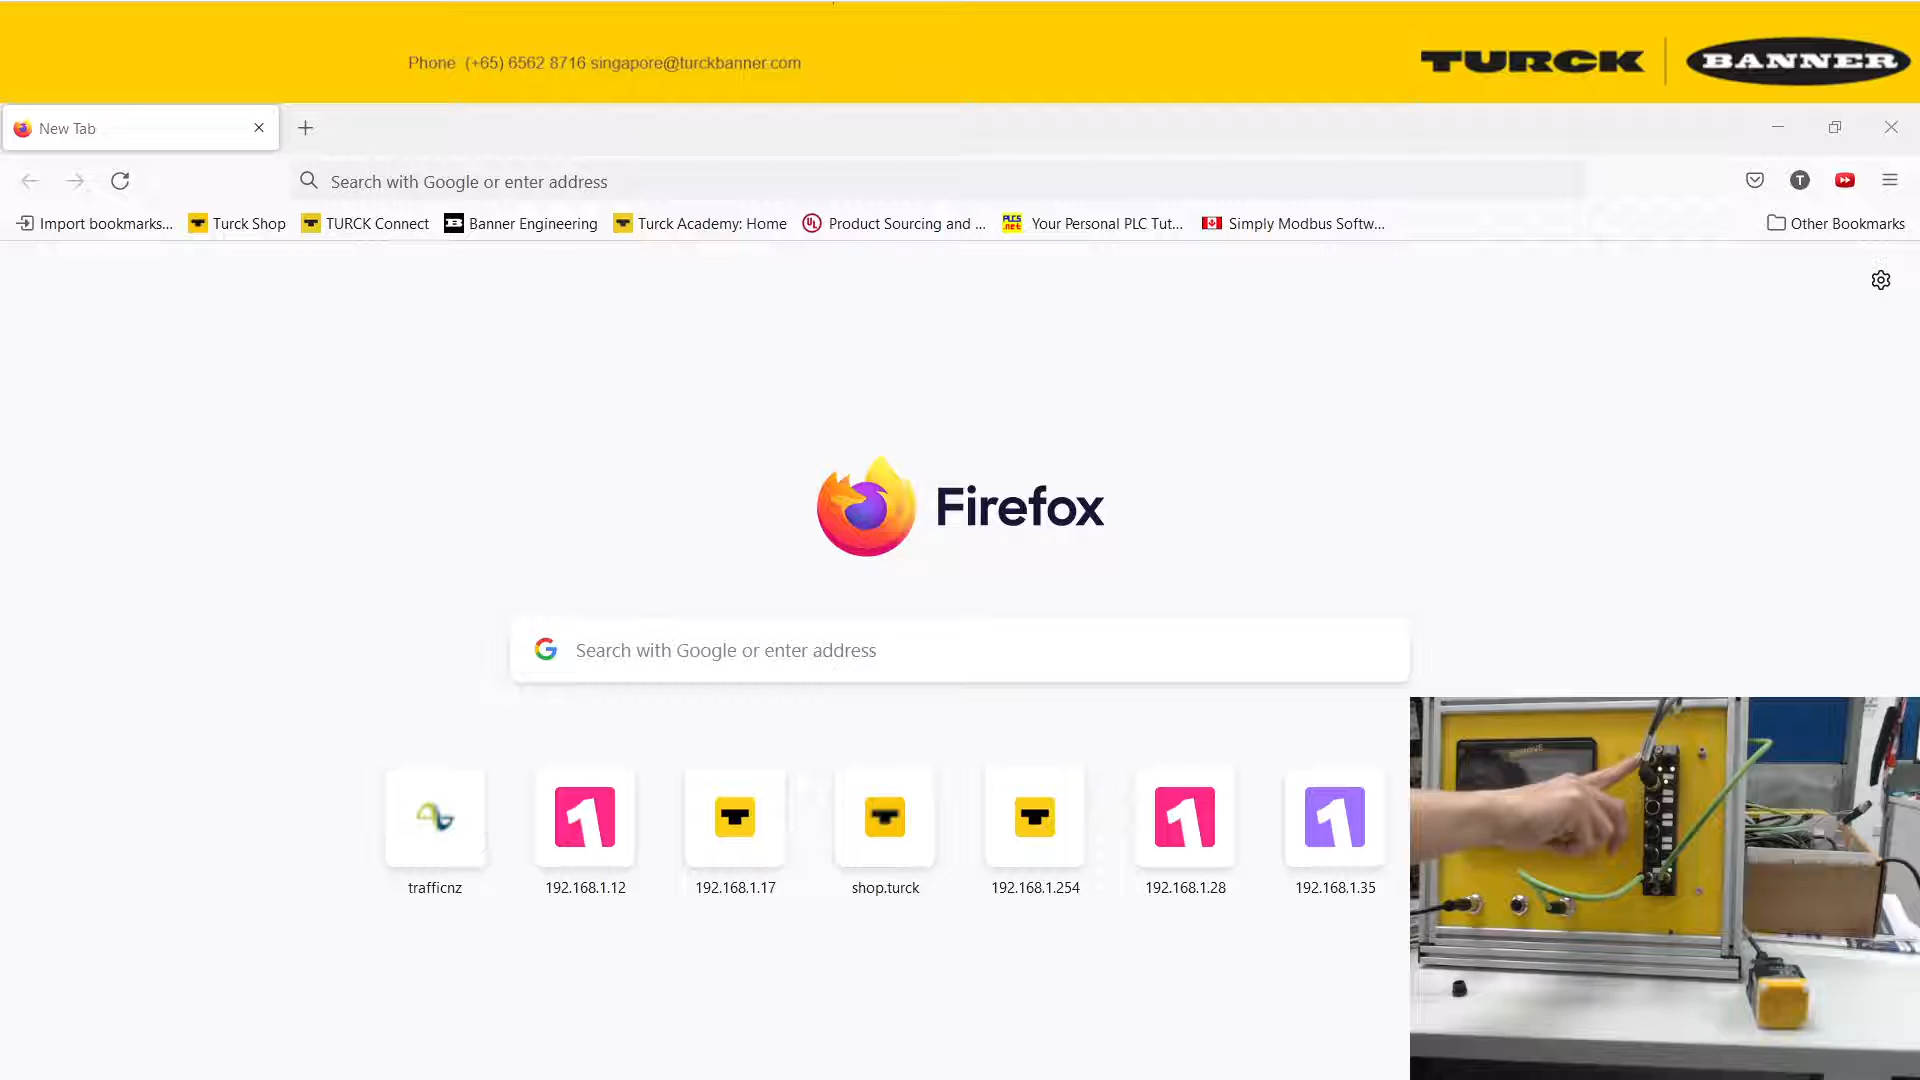 Phone (+65) 6562 8716 singapore@turckbanner.com
TURCK
BANNER
New Tab
Search with Google or enter address
Import bookmarks...
Turck Shop
TURCK Connect
Banner Engineering
Turck Academy: Home
Product Sourcing and ...
Your Personal PLC Tut...
Simply Modbus Softw...
Other Bookmarks
Firefox
Search with Google or enter address
trafficnz
192.168.1.12
192.168.1.17
shop.turck
192.168.1.254
192.168.1.28
192.168.1.35